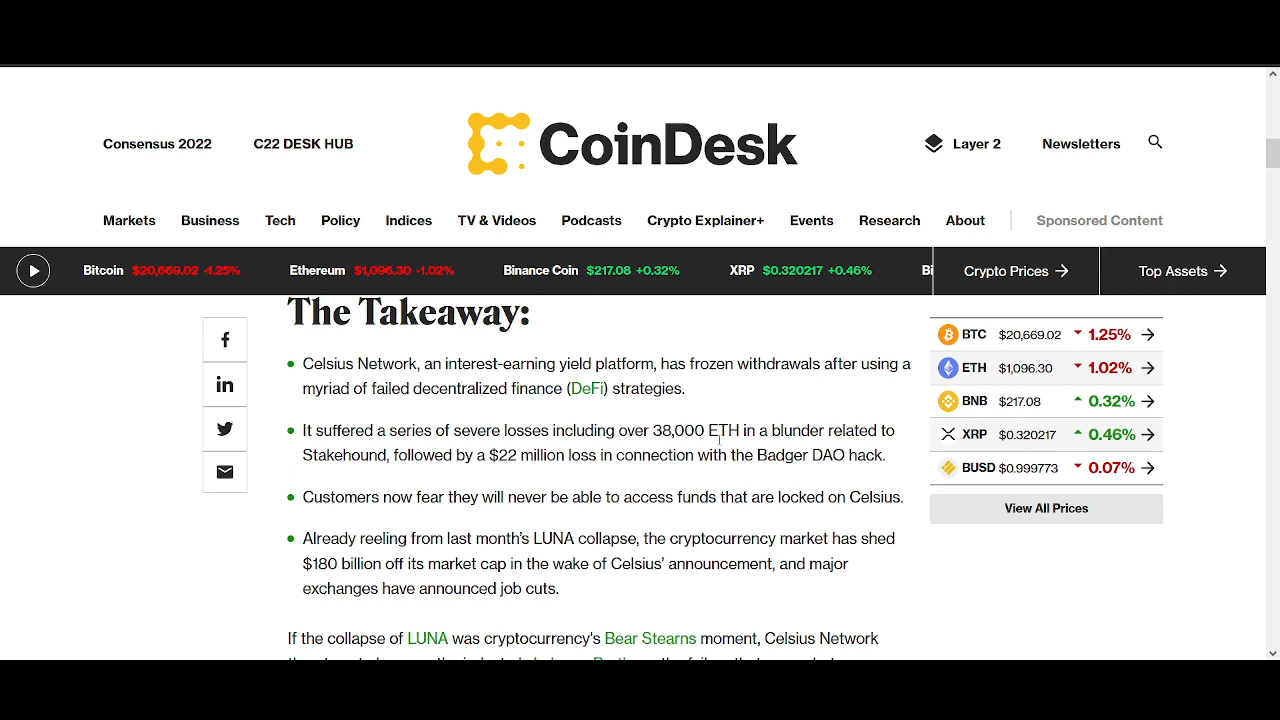 Consensus 2022 C22 DESK HUB CoinDesk Layer 2 Newsletters
Markets Business Tech Policy Indices TV & Videos Podcasts Crypto Explainer+ Events Research About Sponsored Content
Bitcoin $20,669.02 -1.25% Ethereum $1,096.30 -1.02% Binance Coin $217.08 +0.32% XRP $0.320217 +0.46% Bi Crypto Prices → Top Assets →
The Takeaway:
• Celsius Network, an interest-earning yield platform, has frozen withdrawals after using a
myriad of failed decentralized finance (DeFi) strategies.
• It suffered a series of severe losses including over 38,000 ETH in a blunder related to
Stakehound, followed by a $22 million loss in connection with the Badger DAO hack.
• Customers now fear they will never be able to access funds that are locked on Celsius.
• Already reeling from last month’s LUNA collapse, the cryptocurrency market has shed
$180 billion off its market cap in the wake of Celsius’ announcement, and major
exchanges have announced job cuts.
If the collapse of LUNA was cryptocurrency's Bear Stearns moment, Celsius Network
BTC $20,669.02 1.25% →
ETH $1,096.30 1.02% →
BNB $217.08 0.32% →
XRP $0.320217 0.46% →
BUSD $0.999773 0.07% →
View All Prices